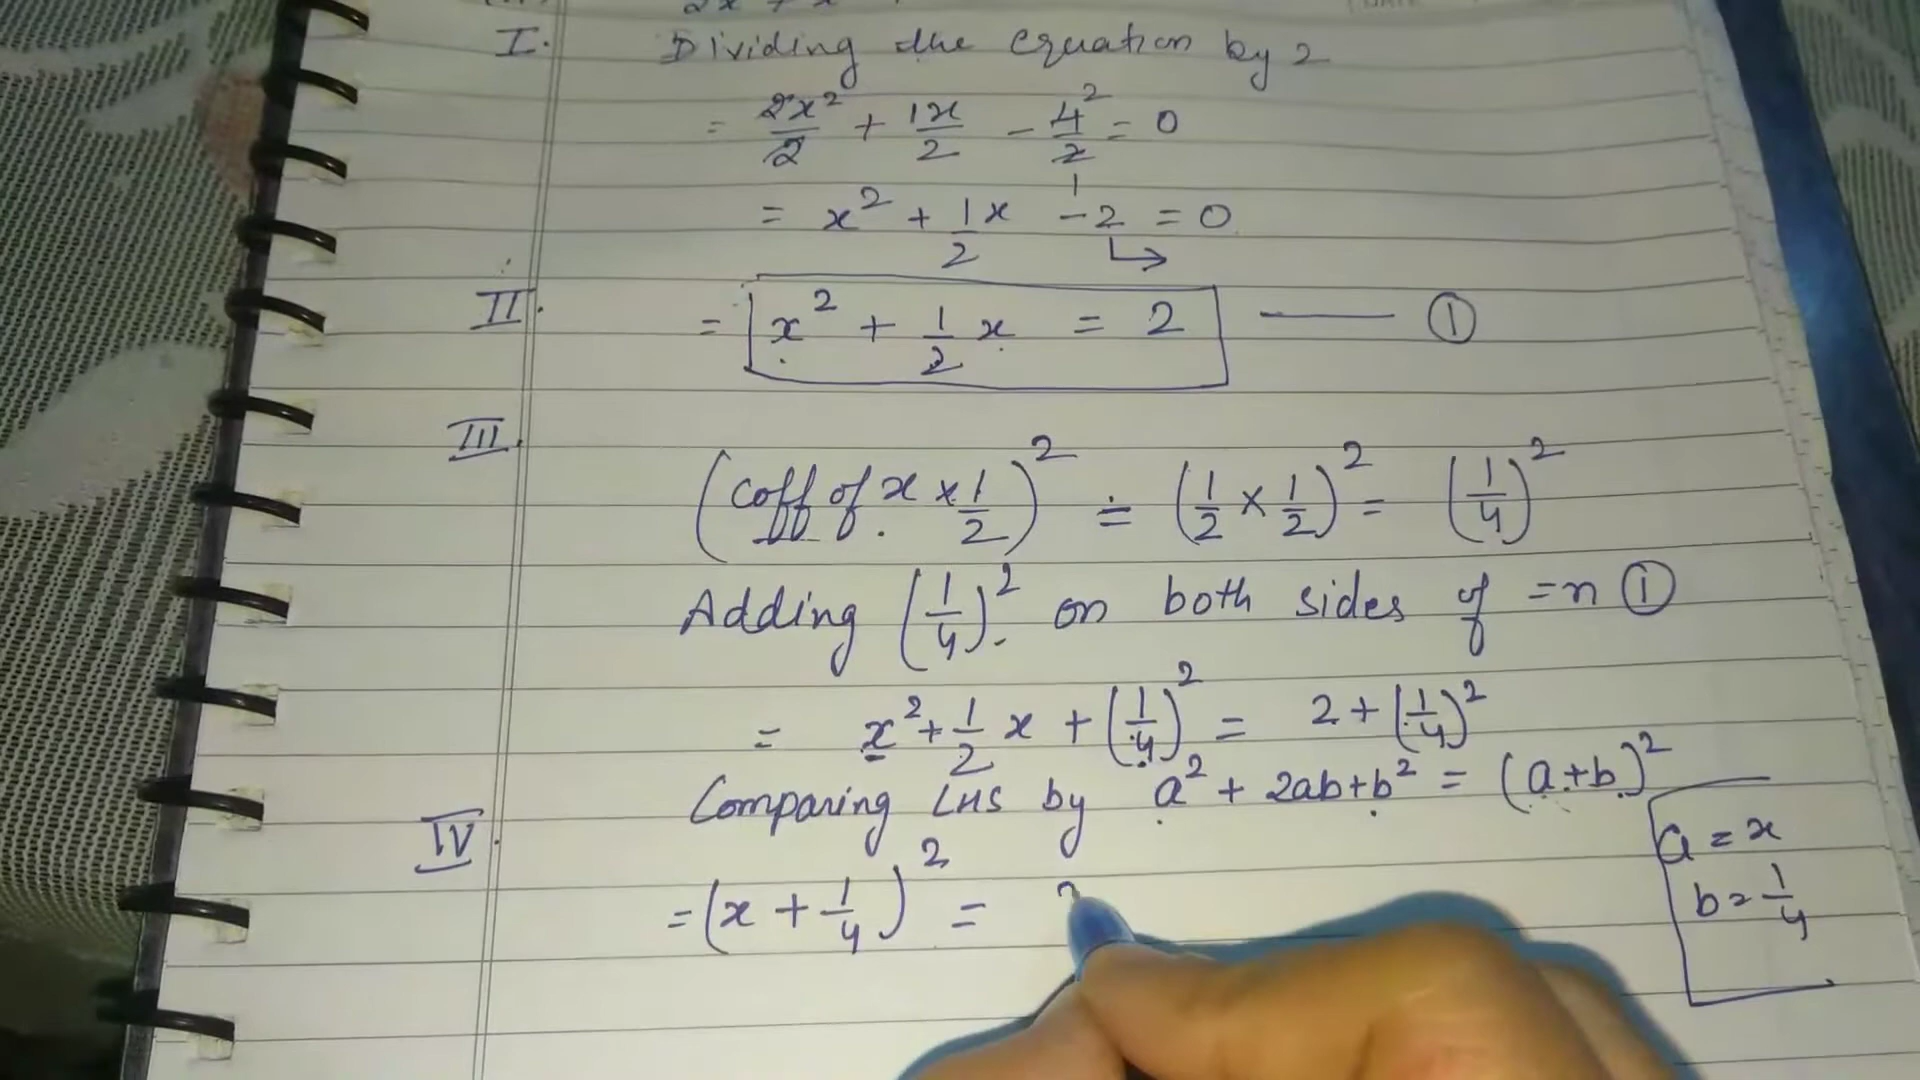 I. Dividing the equation by 2
= 2x²/2 + 1x/2 - 4²/2 = 0
1
= x² + 1/2 x - 2 = 0
II. = x² + 1/2 x = 2 —— ①
III. (coff of x × 1/2)² = (1/2 × 1/2)² = (1/4)²
Adding (1/4)² on both sides of =n ①
= x² + 1/2 x + (1/4)² = 2 + (1/4)²
Comparing LHS by a² + 2ab + b² = (a+b)²
IV. = (x + 1/4)² =
a = x
b = 1/4